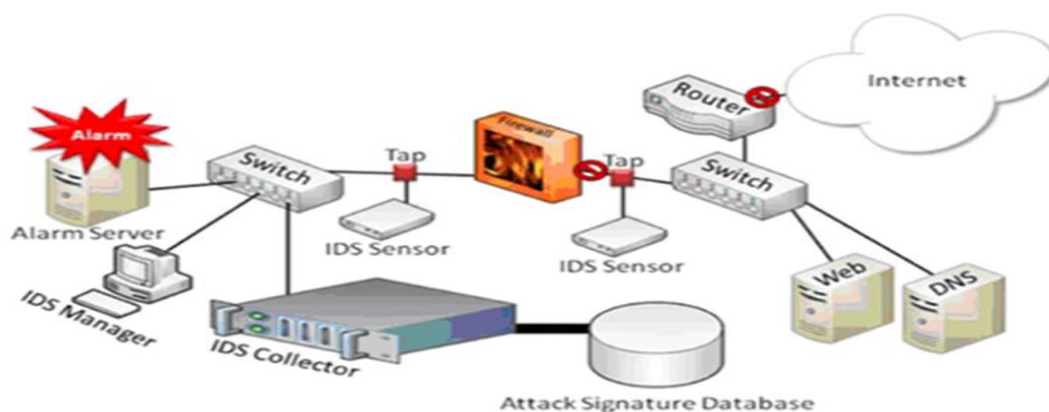 Internet
Router
Alarm
Firewall
Tap
Tap
Switch
Switch
Alarm Server
IDS Sensor
IDS Sensor
Web
DNS
IDS Manager
IDS Collector
Attack Signature Database